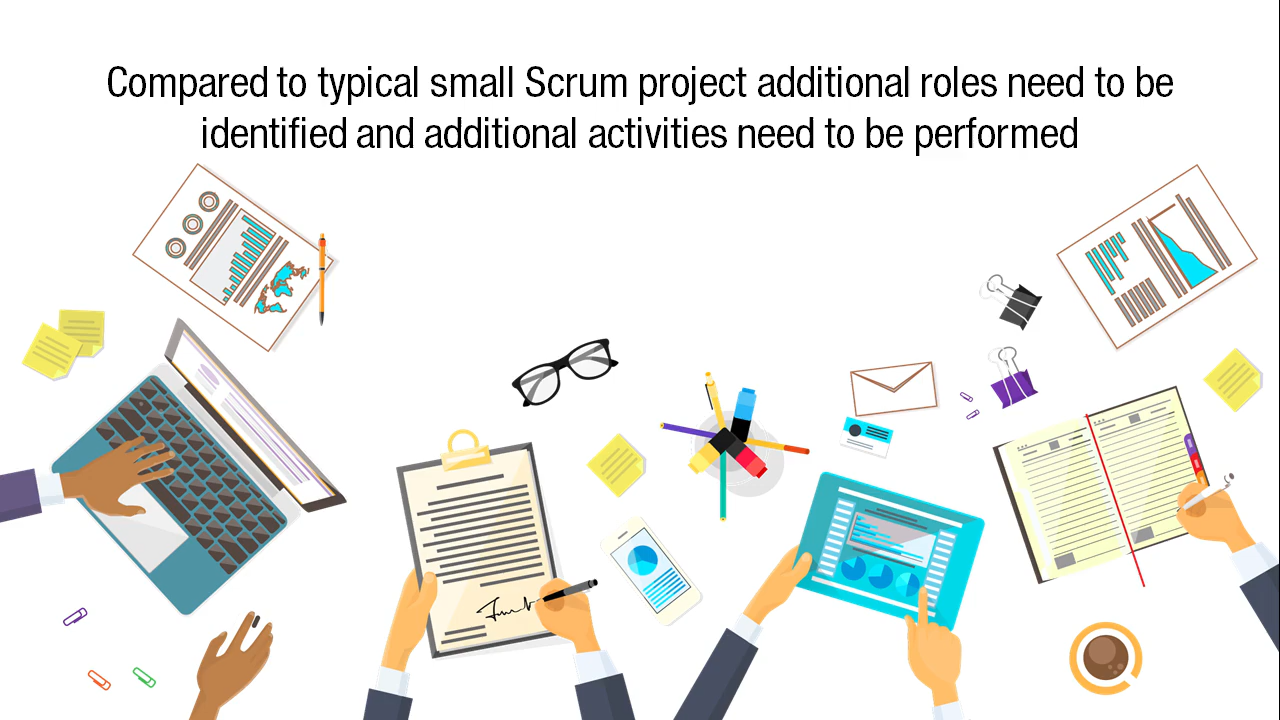 Compared to typical small Scrum project additional roles need to be
identified and additional activities need to be performed